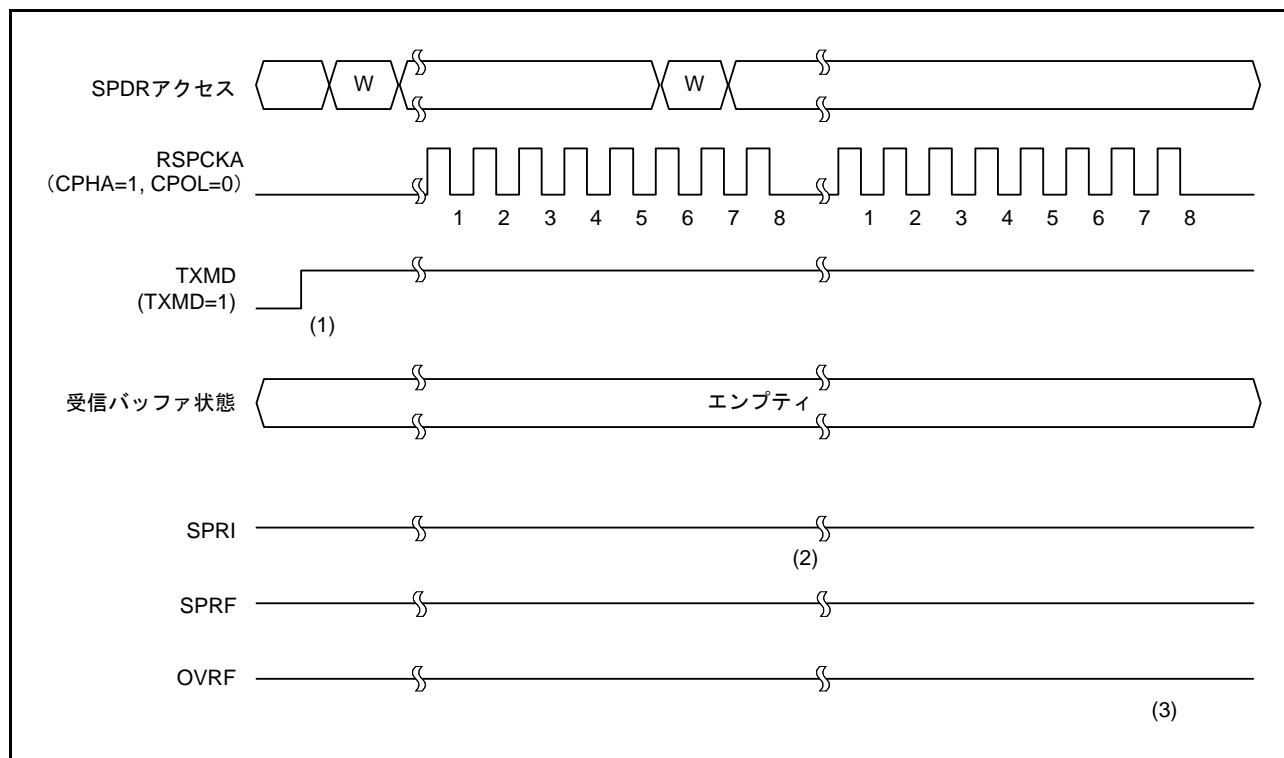 SPDRアクセス
W
W
RSPCKA
（CPHA=1, CPOL=0）
1 2 3 4 5 6 7 8 1 2 3 4 5 6 7 8
TXMD
(TXMD=1)
(1)
受信バッファ状態
エンプティ
SPRI
(2)
SPRF
OVRF
(3)